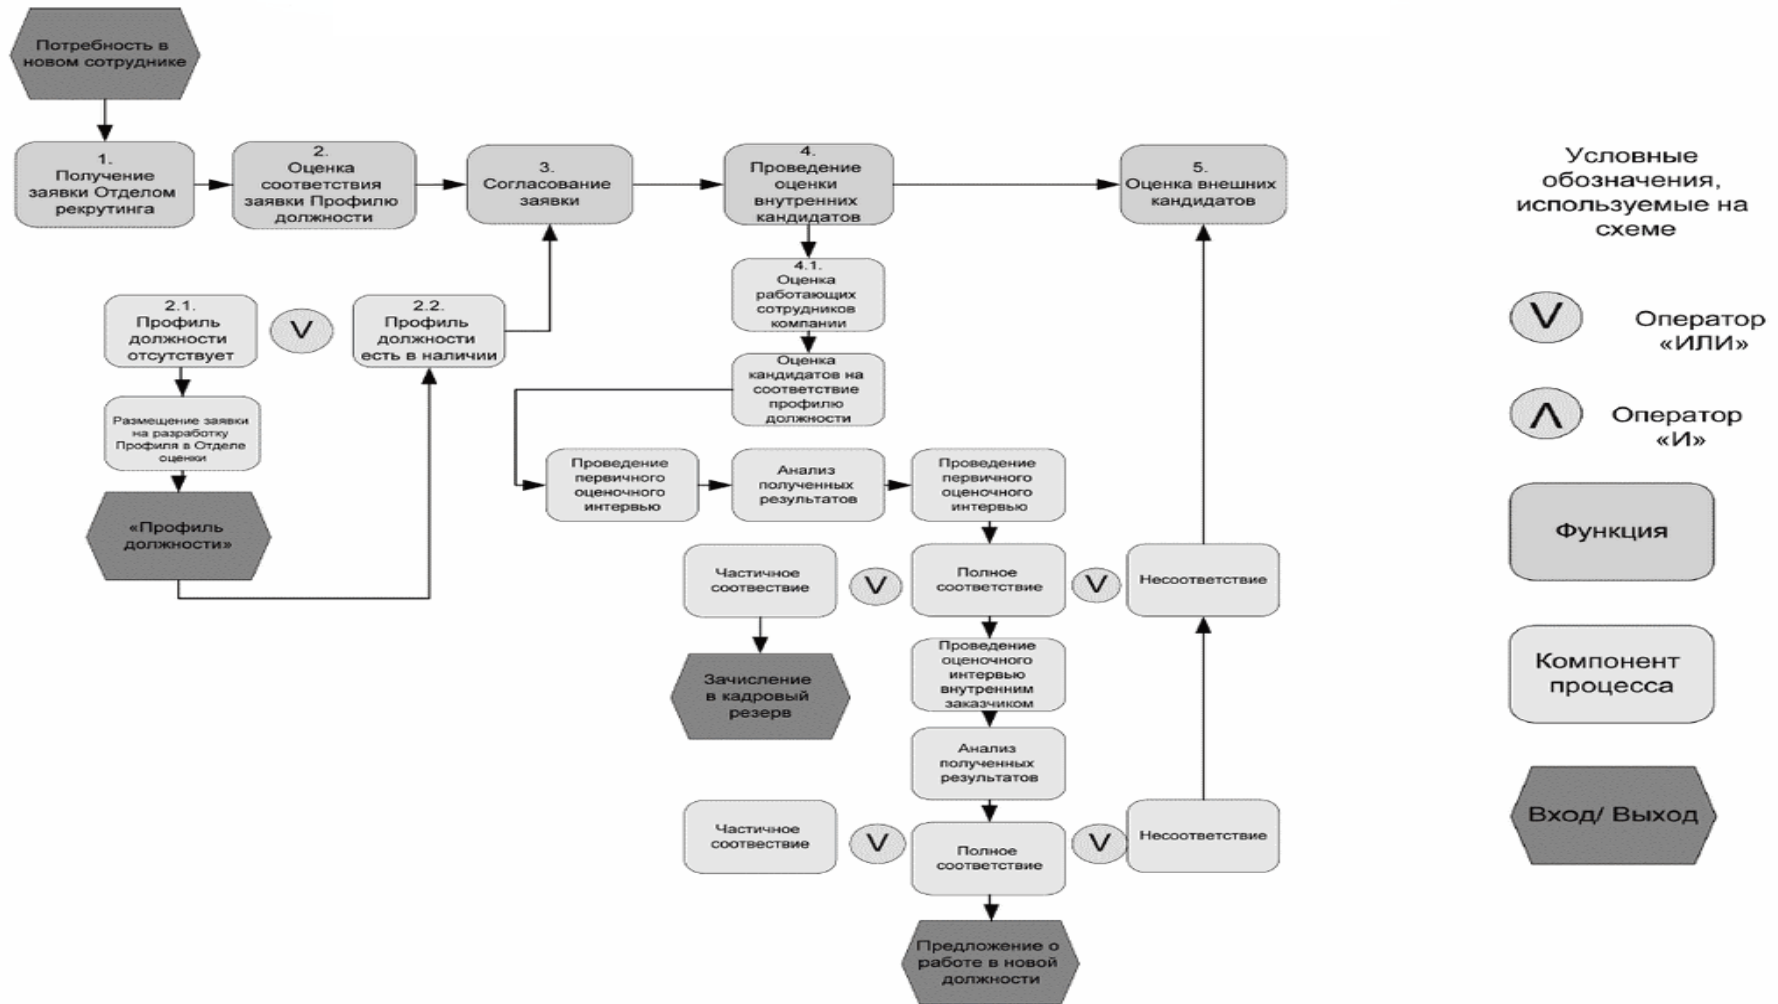 Потребность в
новом сотруднике
1.
Получение
заявки Отделом
рекрутинга
2.
Оценка
соответствия
заявки Профилю
должности
3.
Согласование
заявки
4.
Проведение
оценки
внутренних
кандидатов
5.
Оценка внешних
кандидатов
2.1.
Профиль
должности
отсутствует
V
2.2.
Профиль
должности
есть в наличии
Размещение заявки
на разработку
Профиля в Отделе
оценки
«Профиль
должности»
4.1.
Оценка
работающих
сотрудников
компании
Оценка
кандидатов на
соответствие
профилю
должности
Проведение
первичного
оценочного
интервью
Анализ
полученных
результатов
Проведение
первичного
оценочного
интервью
Частичное
соотвествие
V
Полное
соответствие
V
Несоответствие
Зачисление
в кадровый
резерв
Проведение
оценочного
интервью
внутренним
заказчиком
Анализ
полученных
результатов
Частичное
соотвествие
V
Полное
соответствие
V
Несоответствие
Предложение о
работе в новой
должности
Условные
обозначения,
используемые на
схеме
V
Оператор
«ИЛИ»
Λ
Оператор
«И»
Функция
Компонент
процесса
Вход/ Выход